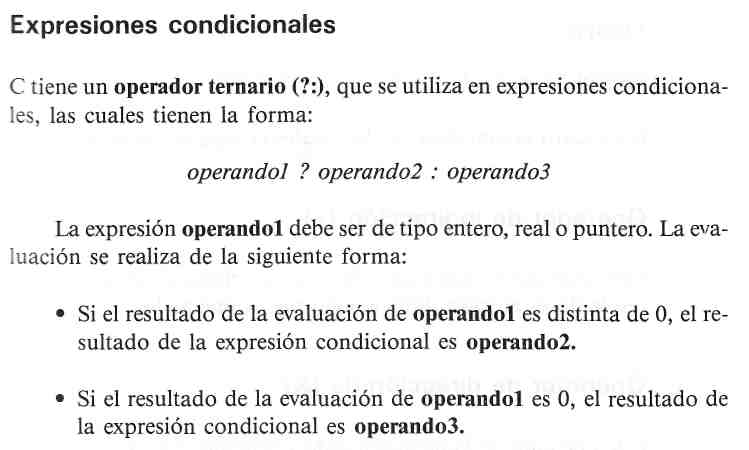 Expresiones condicionales
C tiene un operador ternario (?:), que se utiliza en expresiones condiciona-
les, las cuales tienen la forma:
operando1 ? operando2 : operando3
La expresión operando1 debe ser de tipo entero, real o puntero. La eva-
luación se realiza de la siguiente forma:
• Si el resultado de la evaluación de operando1 es distinta de 0, el re-
sultado de la expresión condicional es operando2.
• Si el resultado de la evaluación de operando1 es 0, el resultado de
la expresión condicional es operando3.